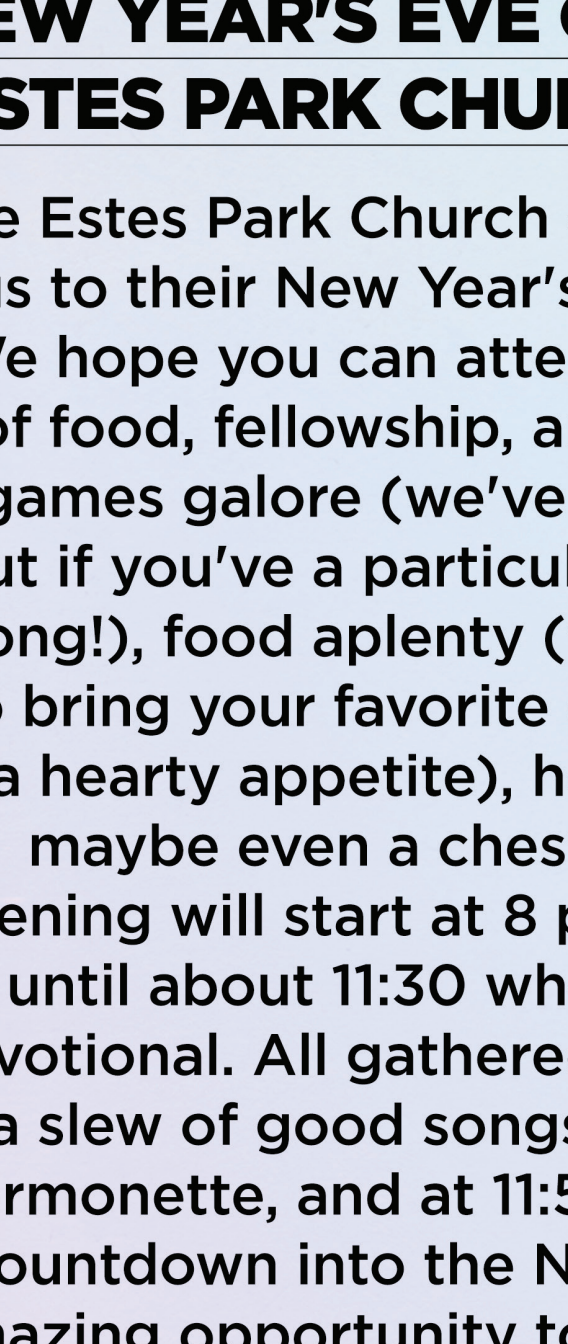 EW YEAR'S EVE
STES PARK CHU
e Estes Park Church
us to their New Year's
e hope you can atte
of food, fellowship, a
games galore (we've
ut if you've a particul
ong!), food aplenty (
bring your favorite
a hearty appetite), h
maybe even a ches
ening will start at 8 p
until about 11:30 wh
votional. All gathere
a slew of good songs
rmonette, and at 11:5
ountdown into the N
azing opportunity to